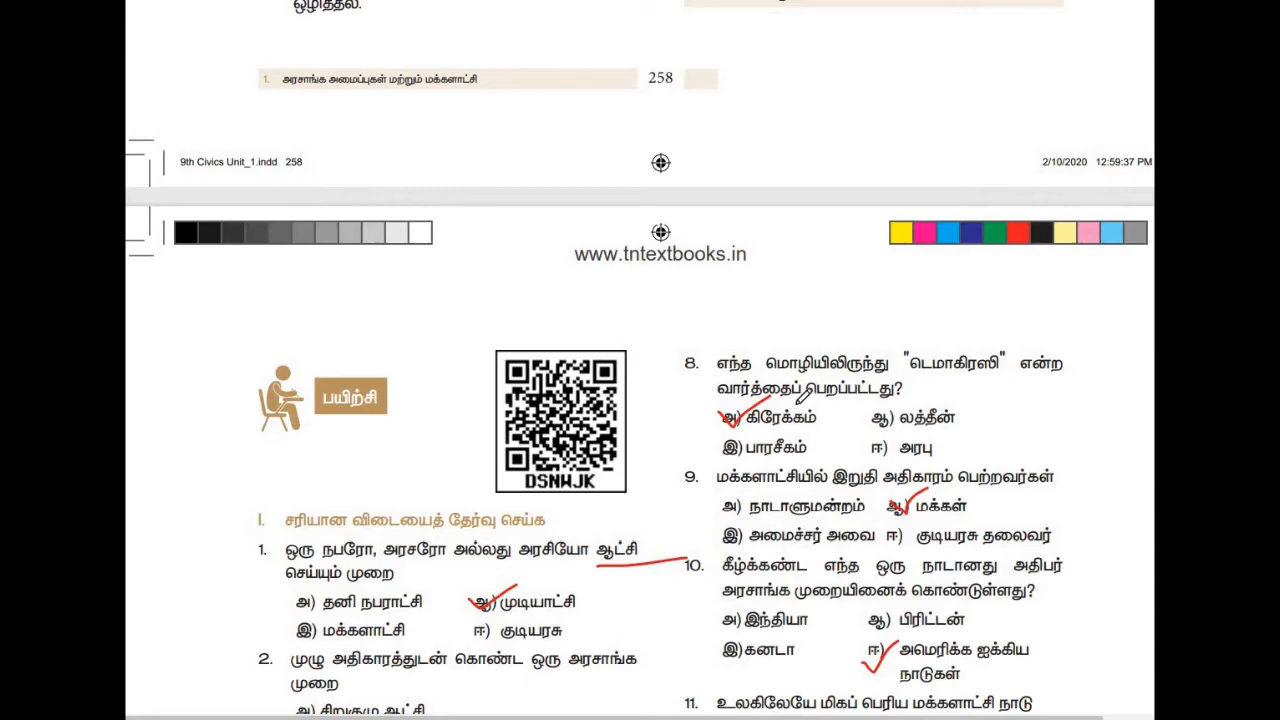 ஒழித்தல்.
1. அரசாங்க அமைப்புகள் மற்றும் மக்களாட்சி 258
9th Civics Unit_1.indd 258
2/10/2020 12:59:37 PM
www.tntextbooks.in
பயிற்சி
DSNWJK
I. சரியான விடையைத் தேர்வு செய்க
1. ஒரு நபரோ, அரசரோ அல்லது அரசியோ ஆட்சி
செய்யும் முறை
அ) தனி நபராட்சி ஆ) முடியாட்சி
இ) மக்களாட்சி ஈ) குடியரசு
2. முழு அதிகாரத்துடன் கொண்ட ஒரு அரசாங்க
முறை
அ) சிறுகுழு ஆட்சி
8. எந்த மொழியிலிருந்து "டெமாகிரஸி" என்ற
வார்த்தைப் பெறப்பட்டது?
அ) கிரேக்கம் ஆ) லத்தீன்
இ) பாரசீகம் ஈ) அரபு
9. மக்களாட்சியில் இறுதி அதிகாரம் பெற்றவர்கள்
அ) நாடாளுமன்றம் ஆ) மக்கள்
இ) அமைச்சர் அவை ஈ) குடியரசு தலைவர்
10. கீழ்க்கண்ட எந்த ஒரு நாடானது அதிபர்
அரசாங்க முறையினைக் கொண்டுள்ளது?
அ) இந்தியா ஆ) பிரிட்டன்
இ) கனடா ஈ) அமெரிக்க ஐக்கிய
நாடுகள்
11. உலகிலேயே மிகப் பெரிய மக்களாட்சி நாடு